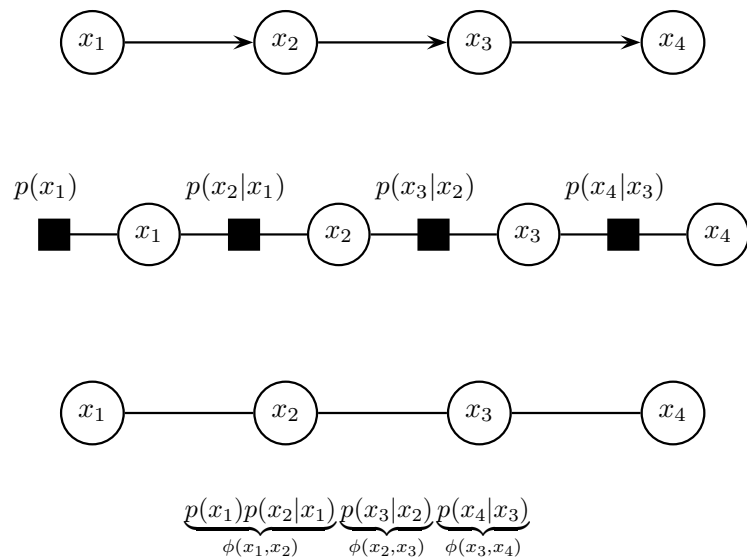 x₁ x₂ x₃ x₄
p(x₁) p(x₂|x₁) p(x₃|x₂) p(x₄|x₃)
x₁ x₂ x₃ x₄
x₁ x₂ x₃ x₄
p(x₁)p(x₂|x₁) p(x₃|x₂) p(x₄|x₃)
ϕ(x₁,x₂) ϕ(x₂,x₃) ϕ(x₃,x₄)